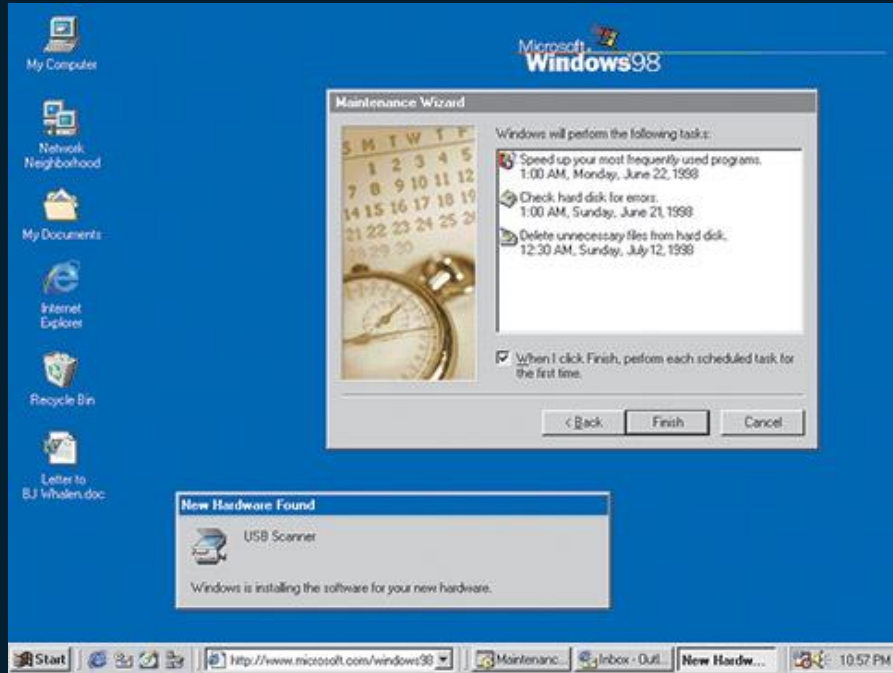 My Computer
Network
Neighborhood
My Documents
Internet
Explorer
Recycle Bin
Letter to
BJ Whalen.doc
Microsoft
Windows98
Maintenance Wizard
S M T W T F
1 2 3 4 5
7 8 9 10 11 12
14 15 16 17 18 19
21 22 23 24 25 26
28 29 30
Windows will perform the following tasks:
Speed up your most frequently used programs.
1:00 AM, Monday, June 22, 1998
Check hard disk for errors.
1:00 AM, Sunday, June 21, 1998
Delete unnecessary files from hard disk.
12:30 AM, Sunday, July 12, 1998
When I click Finish, perform each scheduled task for
the first time.
< Back Finish Cancel
New Hardware Found
USB Scanner
Windows is installing the software for your new hardware.
Start http://www.microsoft.com/windows98 Maintenanc... Inbox - Outl... New Hardw... 10:57 PM